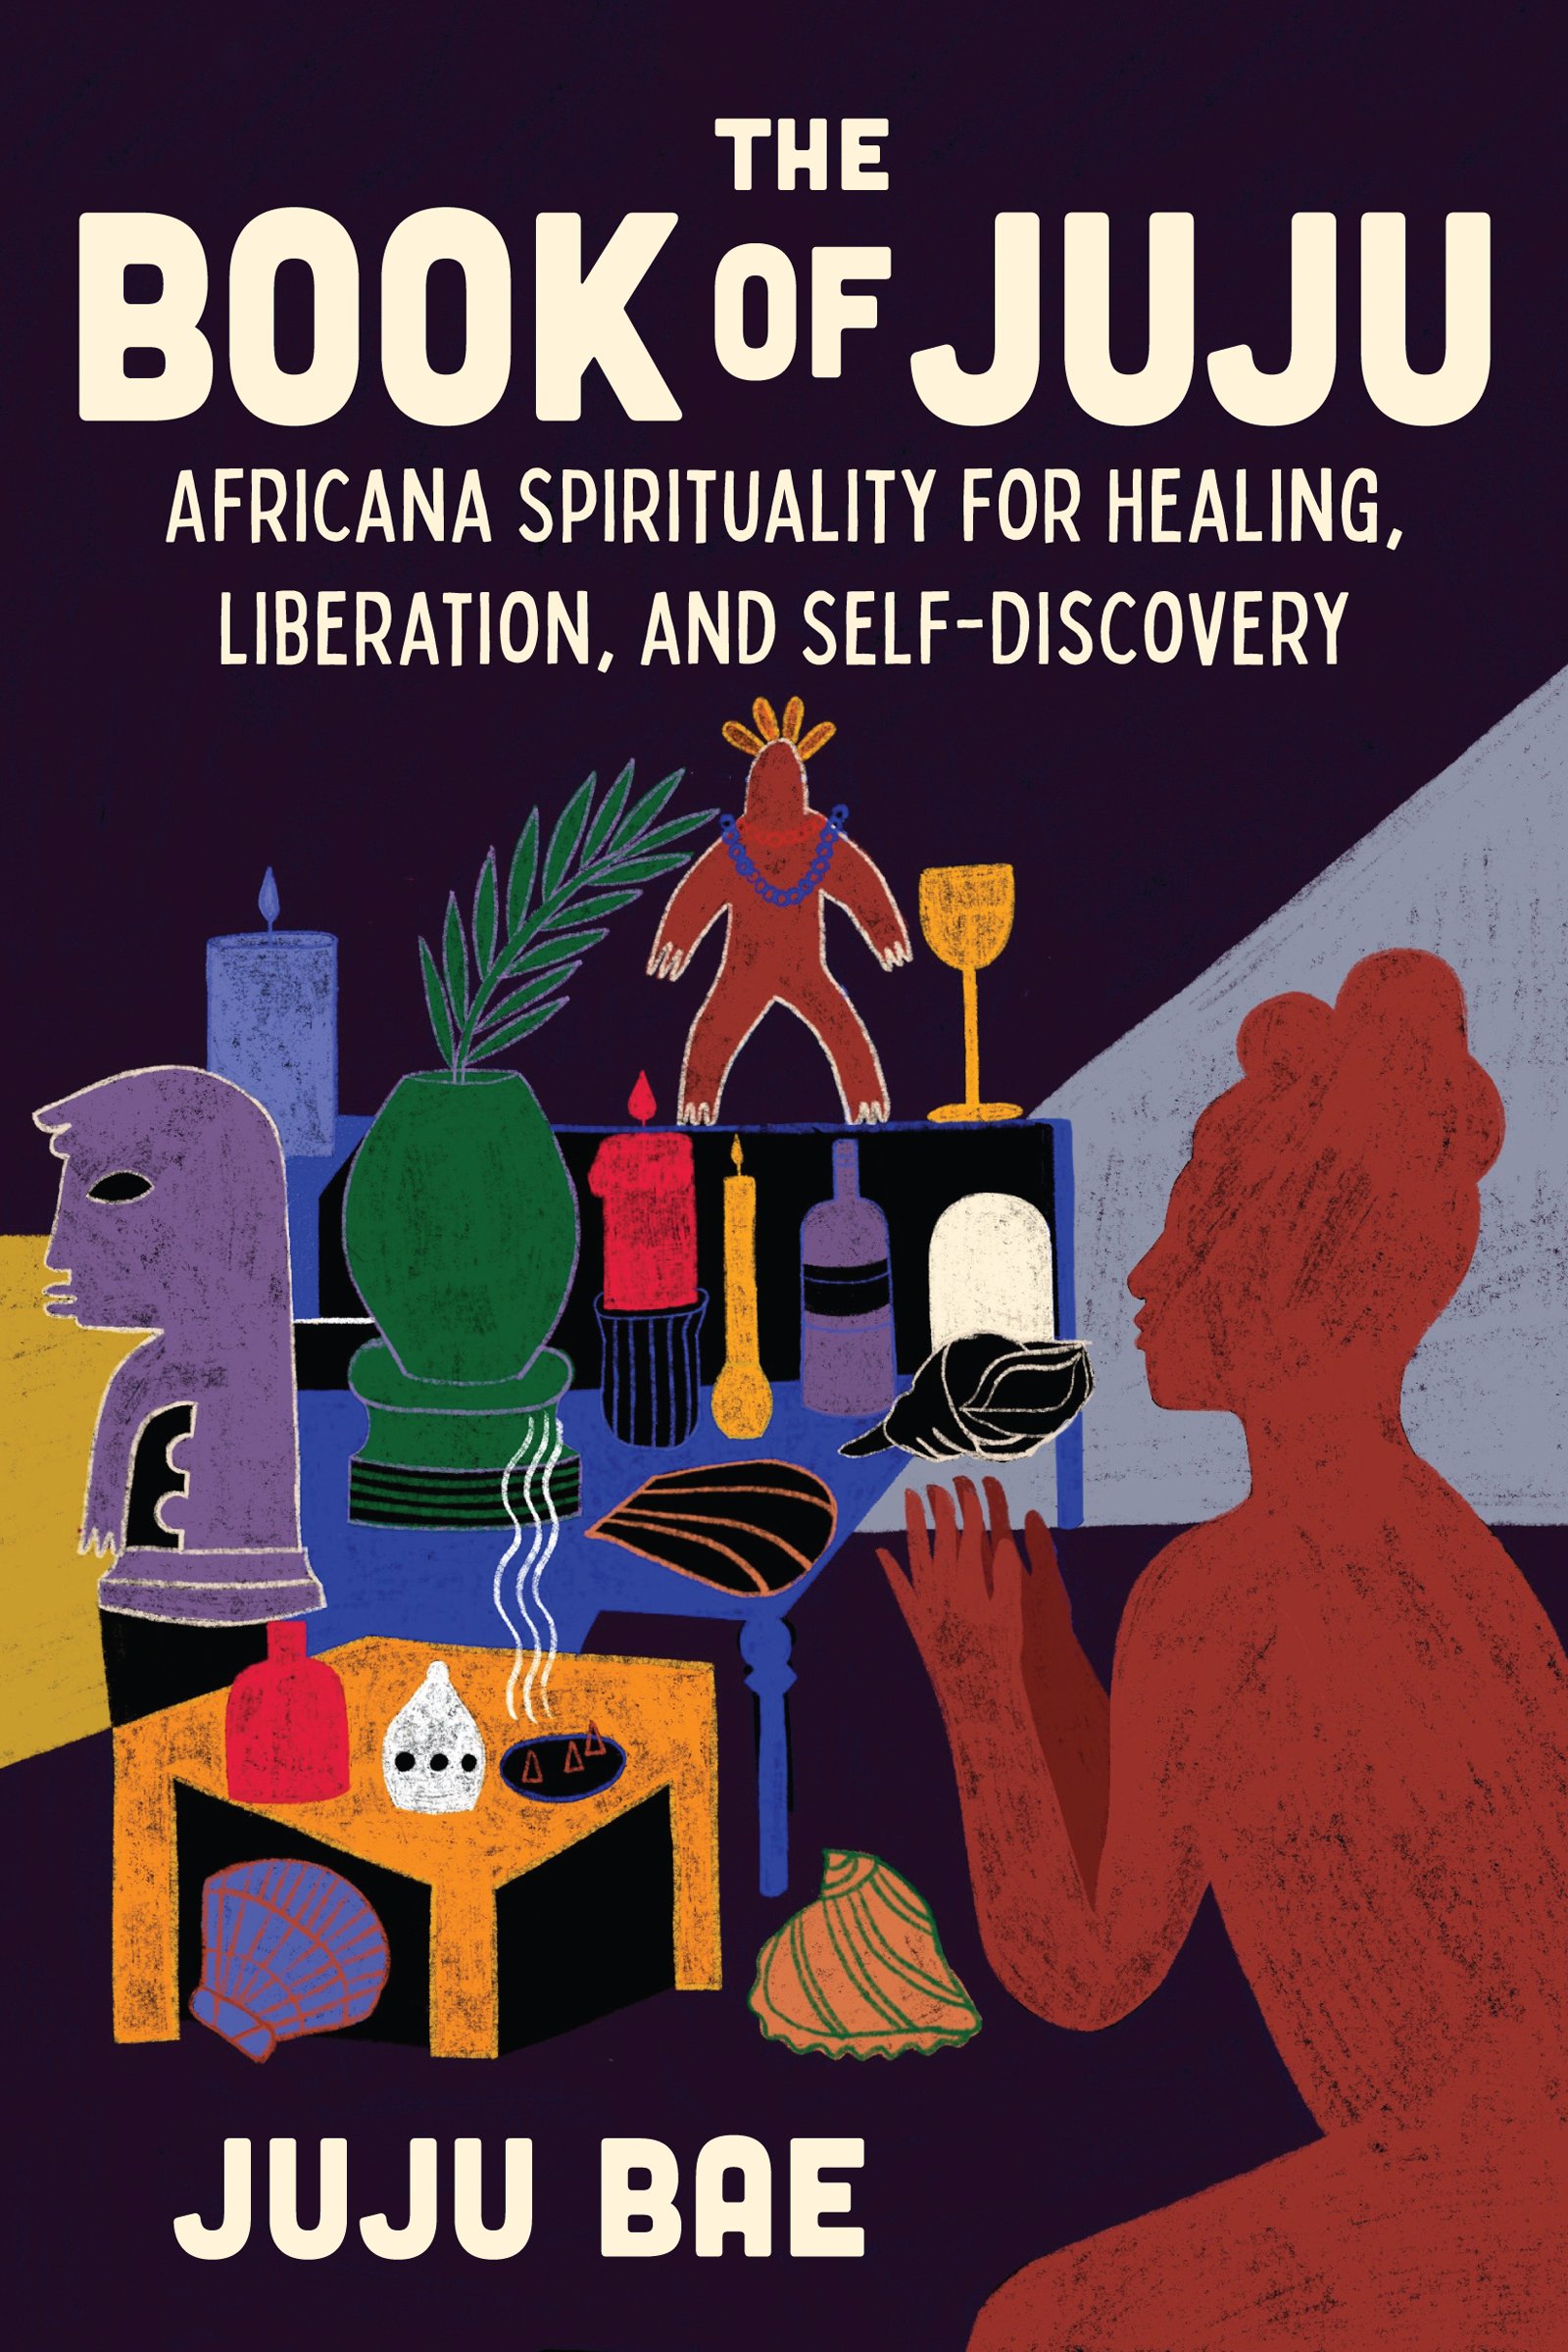 THE
BOOK OF JUJU
AFRICANA SPIRITUALITY FOR HEALING,
LIBERATION, AND SELF-DISCOVERY
JUJU BAE